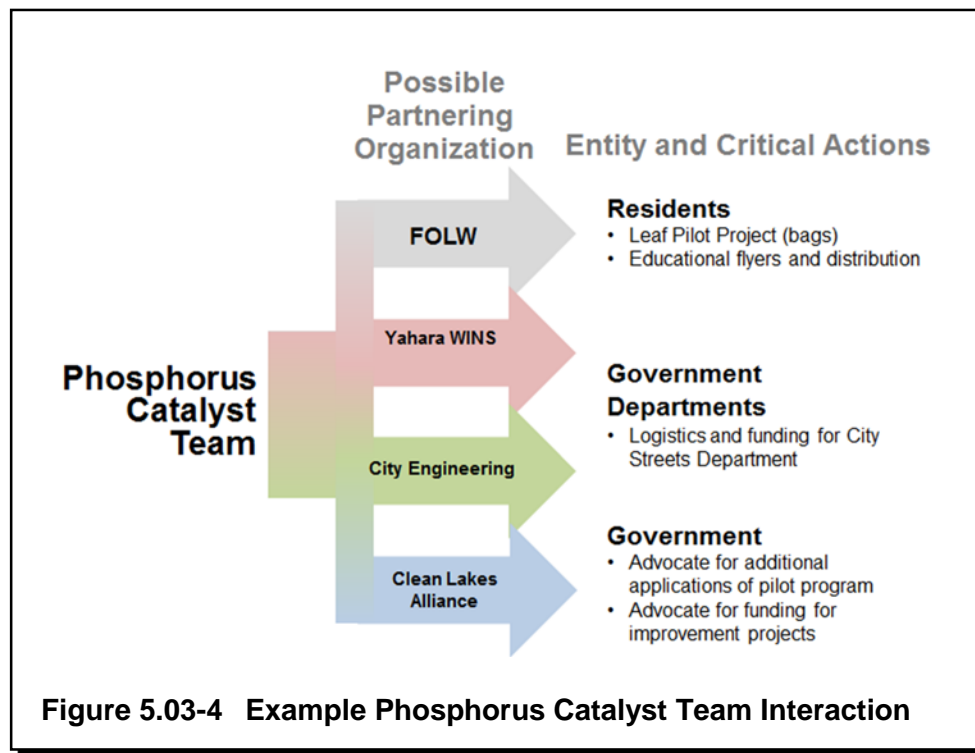 Possible
Partnering
Organization
Entity and Critical Actions
Phosphorus
Catalyst
Team
FOLW
Residents
• Leaf Pilot Project (bags)
• Educational flyers and distribution
Yahara WINS
City Engineering
Government
Departments
• Logistics and funding for City
Streets Department
Clean Lakes
Alliance
Government
• Advocate for additional
applications of pilot program
• Advocate for funding for
improvement projects
Figure 5.03-4 Example Phosphorus Catalyst Team Interaction